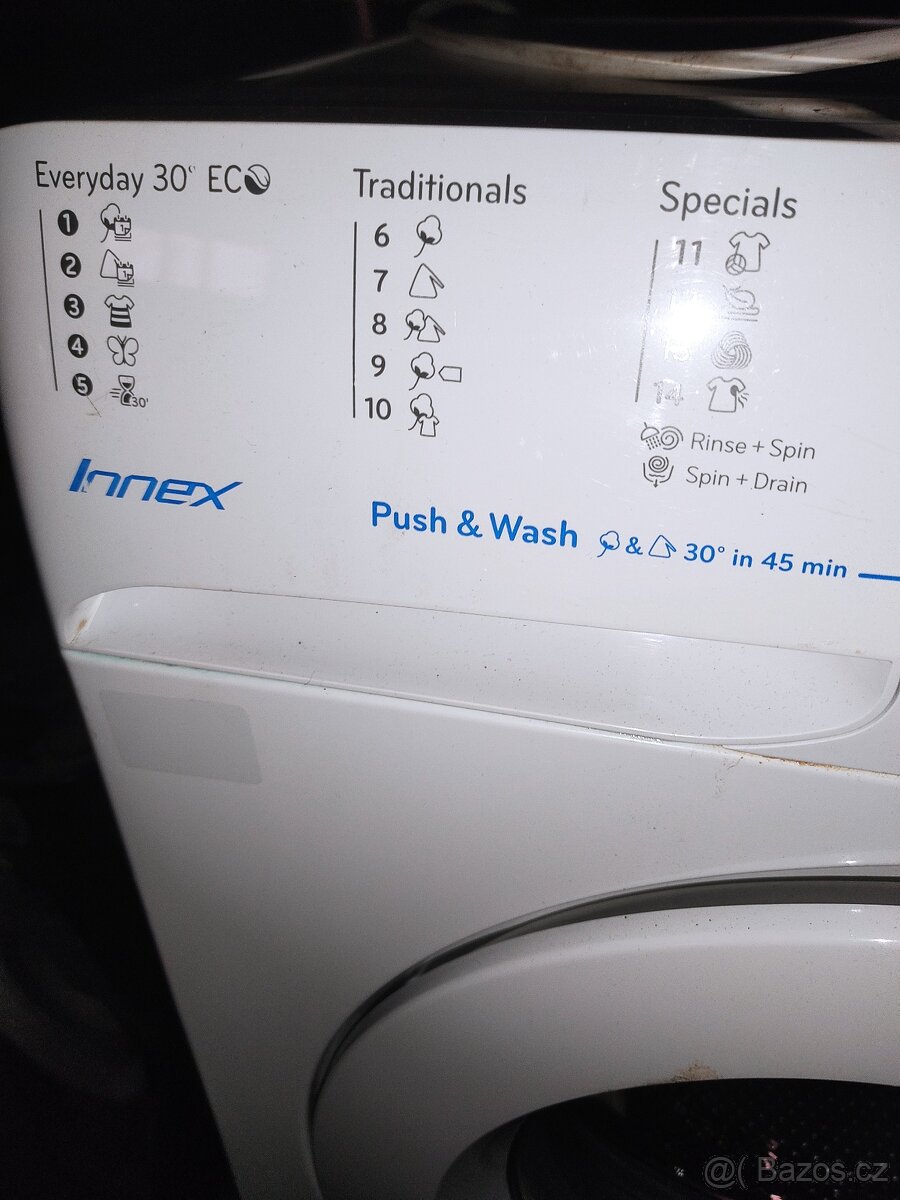 Everyday 30° ECO
1
2
3
4
5 30'
Traditionals
6
7
8
9
10
Specials
11
14
Rinse + Spin
Spin + Drain
Innex
Push & Wash & 30° in 45 min
@( Bazos.cz